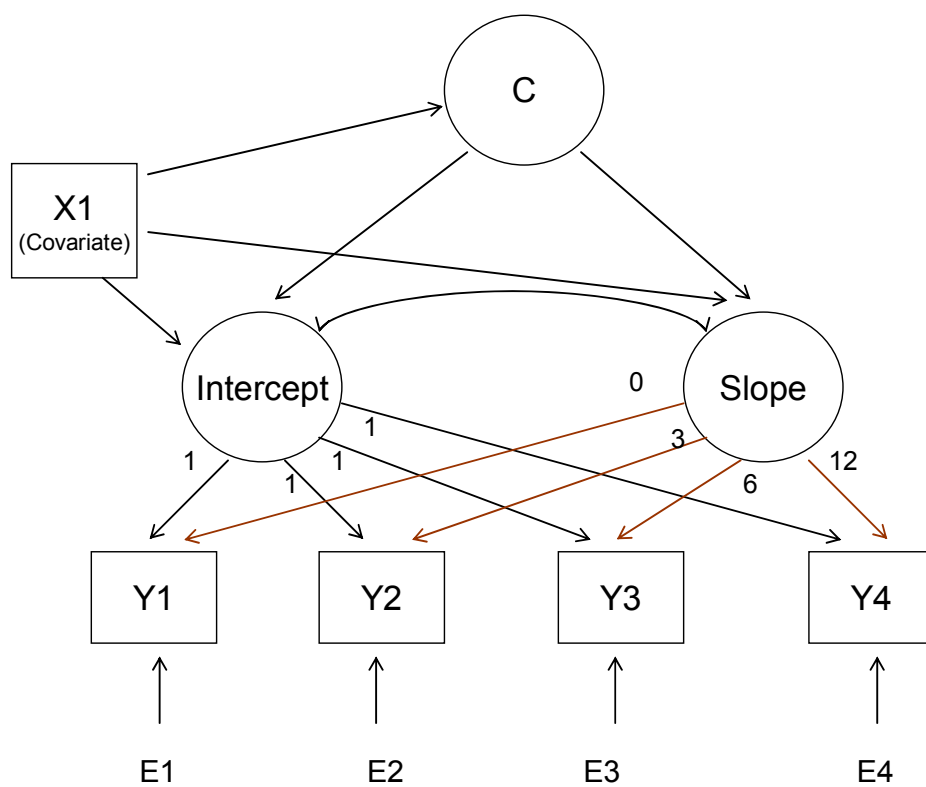 C
X1
(Covariate)
Intercept
Slope
0
1
3
1
1
12
1
6
Y1
Y2
Y3
Y4
E1
E2
E3
E4